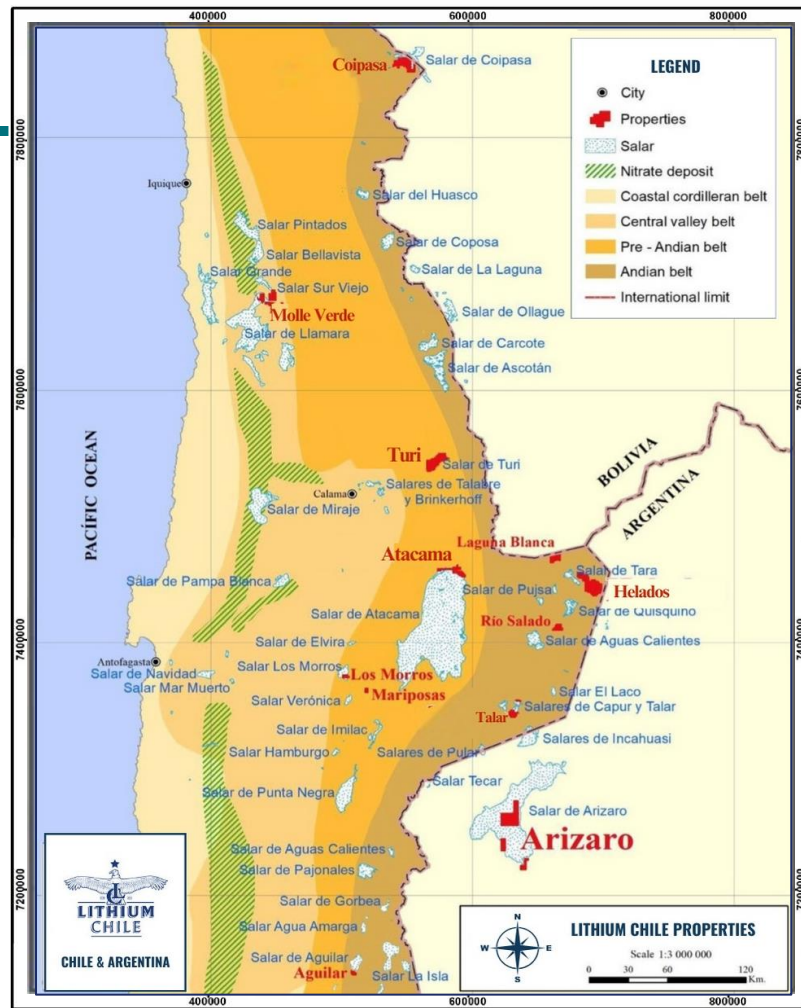 400000
600000
800000
LEGEND
City
Properties
Salar
Nitrate deposit
Coastal cordilleran belt
Central valley belt
Pre - Andian belt
Andian belt
International limit
7800000
7800000
Coipasa
Salar de Coipasa
Iquique
Salar del Huasco
Salar Pintados
Salar de Coposa
Salar Bellavista
Salar de La Laguna
Salar Grande
Salar Sur Viejo
Molle Verde
Salar de Ollague
Salar de Llamara
Salar de Carcote
Salar de Ascotán
7600000
7600000
PACÍFIC OCEAN
BOLIVIA
ARGENTINA
Turi
Salar de Turi
Salares de Talabre
y Brinkerhoff
Calama
Salar de Miraje
Laguna Blanca
Atacama
Salar de Tara
Salar de Pampa Blanca
Salar de Pujsa
Helados
Salar de Atacama
Salar de Quisquino
Río Salado
Salar de Elvira
Salar de Aguas Calientes
7400000
7400000
Antofagasta
Salar Los Morros
Los Morros
Salar de Navidad
Salar Mar Muerto
Mariposas
Salar El Laco
Salar Verónica
Salares de Capur y Talar
Talar
Salar de Imilac
Salares de Incahuasi
Salar Hamburgo
Salares de Pular
Salar Tecar
Salar de Punta Negra
Salar de Arizaro
Arizaro
Salar de Aguas Calientes
Salar de Pajonales
7200000
7200000
Salar de Gorbea
Salar Agua Amarga
Salar de Aguilar
Aguilar
Salar La Isla
LC
LITHIUM
CHILE
CHILE & ARGENTINA
N
W
E
S
LITHIUM CHILE PROPERTIES
Scale 1:3 000 000
0 30 60 120
Km.
400000
600000
800000